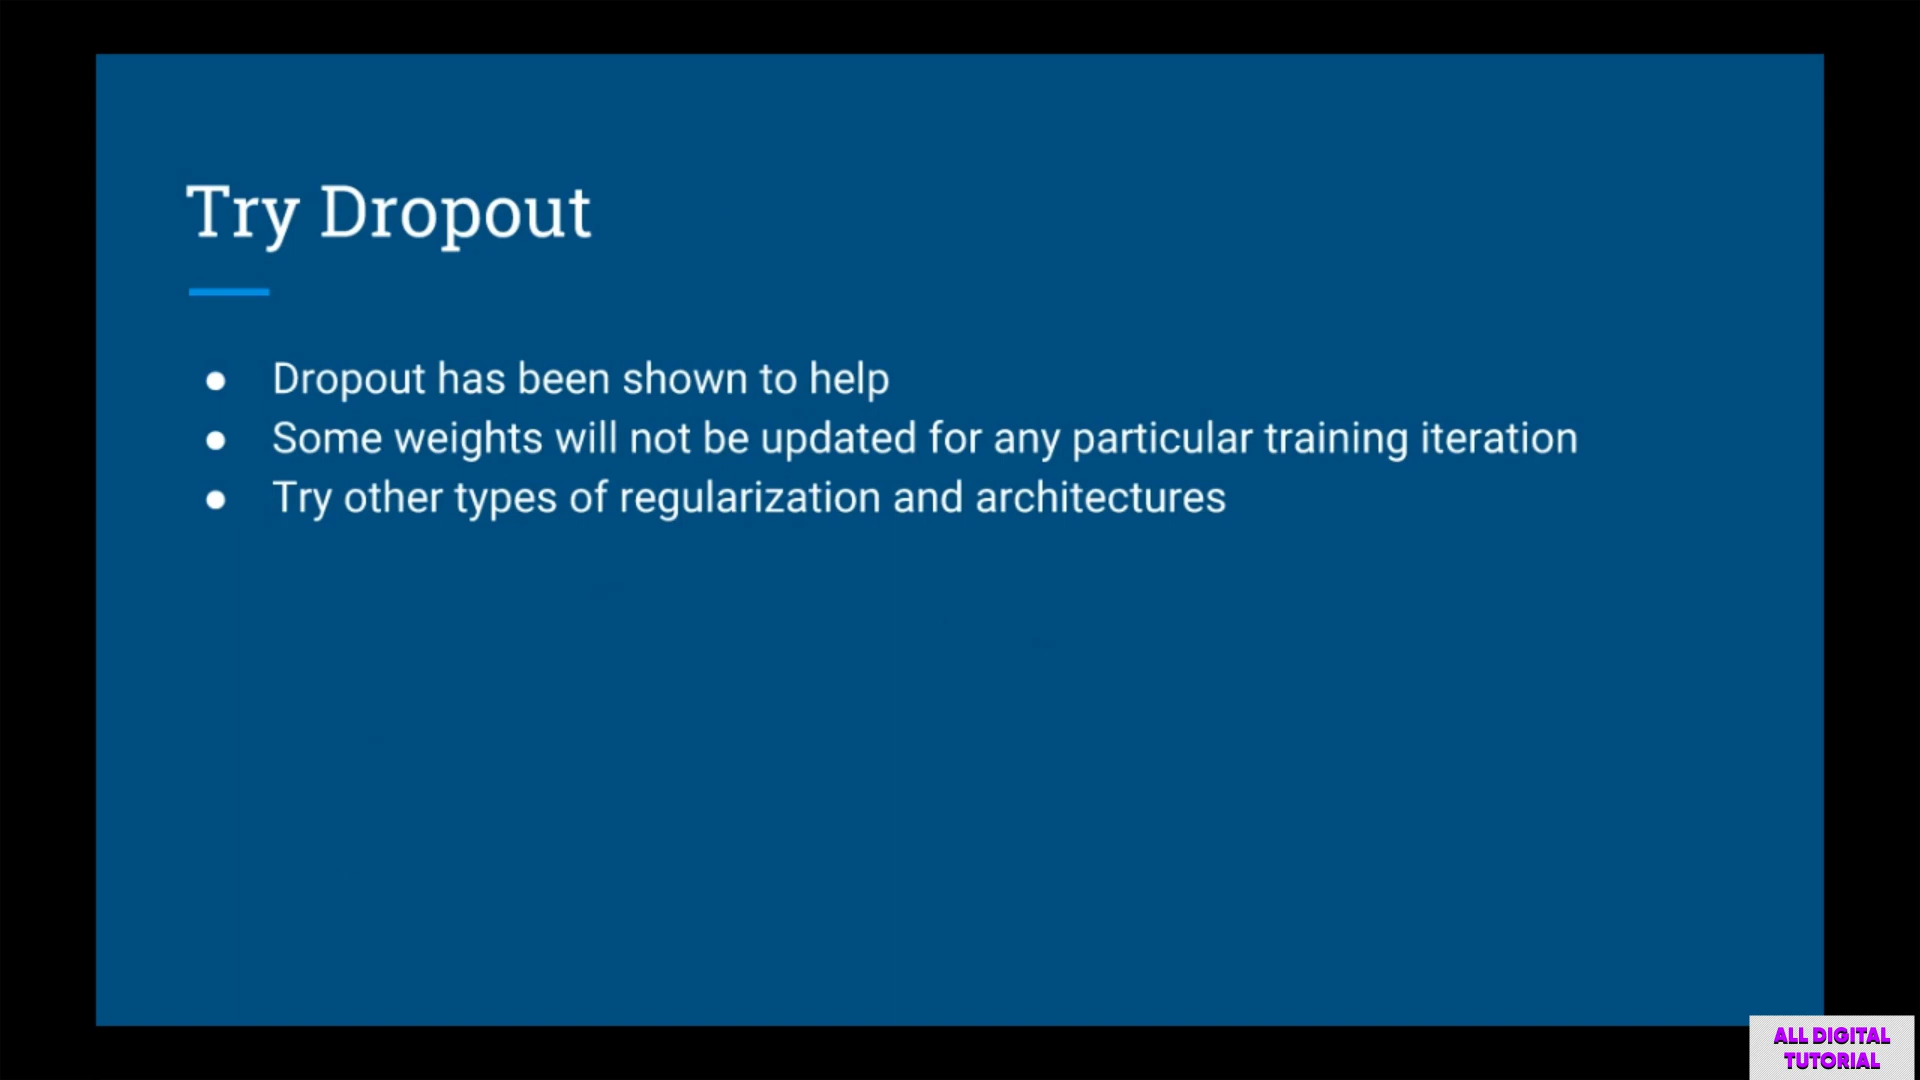 Try Dropout
● Dropout has been shown to help
● Some weights will not be updated for any particular training iteration
● Try other types of regularization and architectures
ALL DIGITAL
TUTORIAL